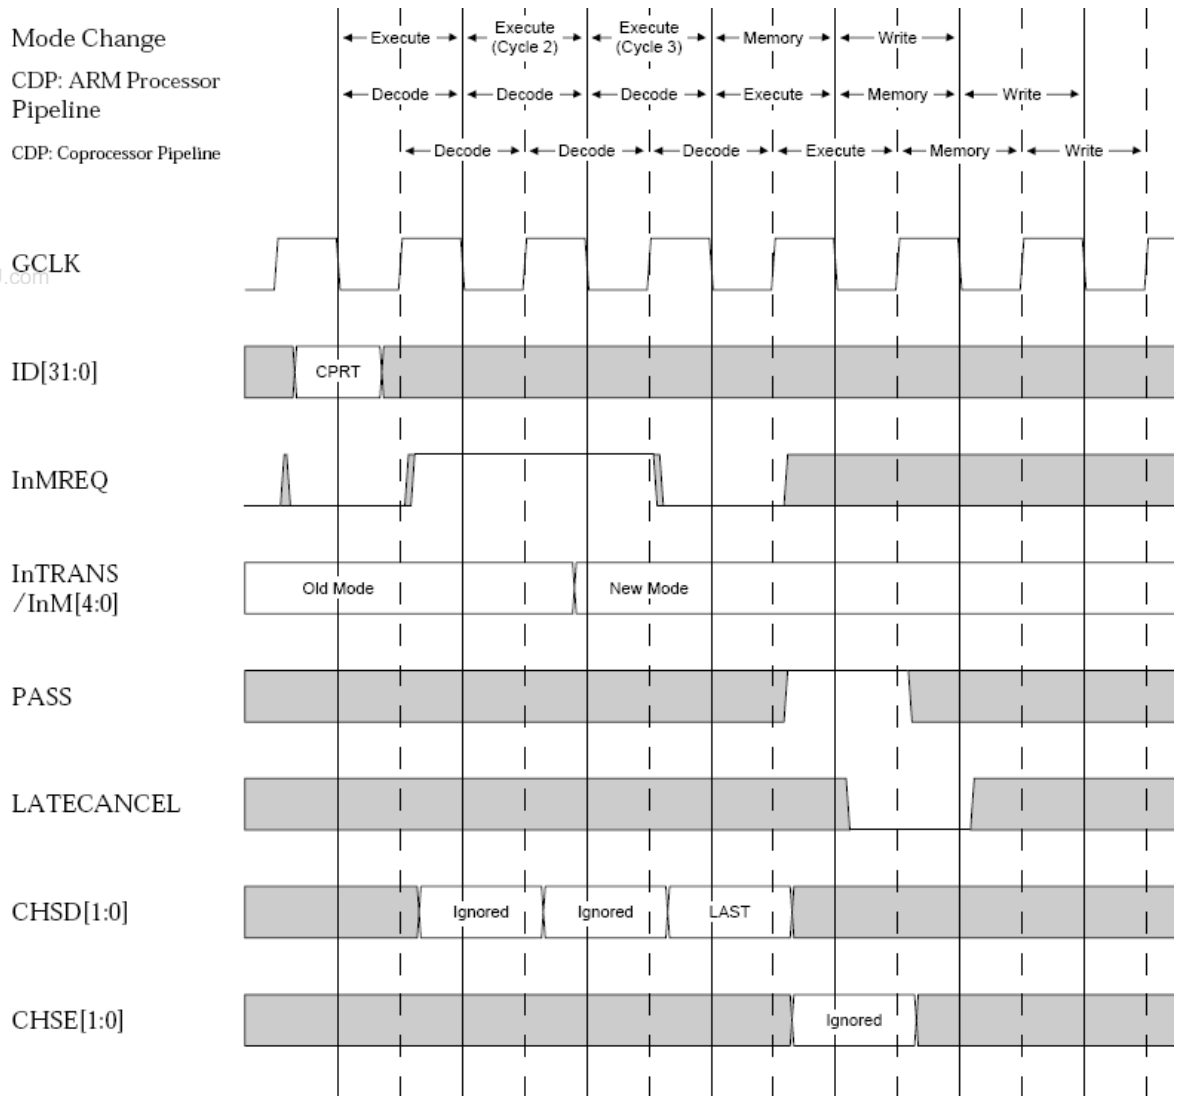 Mode Change
Execute
Execute
(Cycle 2)
Execute
(Cycle 3)
Memory
Write
CDP: ARM Processor
Pipeline
Decode
Decode
Decode
Execute
Memory
Write
CDP: Coprocessor Pipeline
Decode
Decode
Decode
Execute
Memory
Write
GCLK
.com
ID[31:0]
CPRT
InMREQ
InTRANS
/InM[4:0]
Old Mode
New Mode
PASS
LATECANCEL
CHSD[1:0]
Ignored
Ignored
LAST
CHSE[1:0]
Ignored